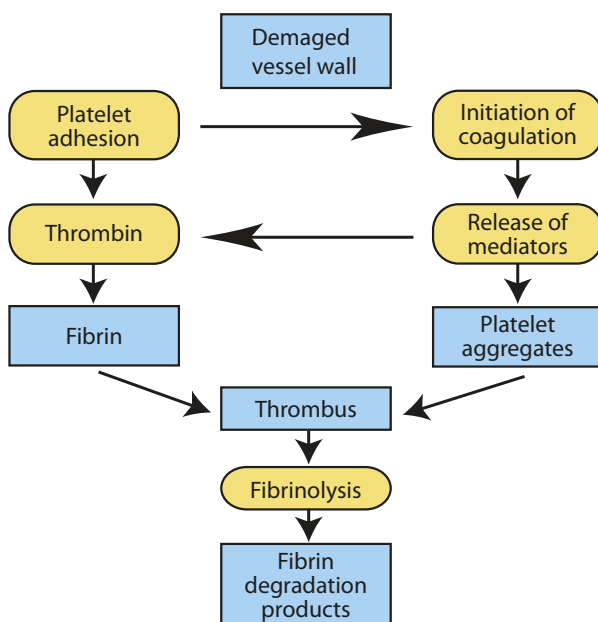 Demaged
vessel wall
Platelet
adhesion
Initiation of
coagulation
Thrombin
Release of
mediators
Fibrin
Platelet
aggregates
Thrombus
Fibrinolysis
Fibrin
degradation
products